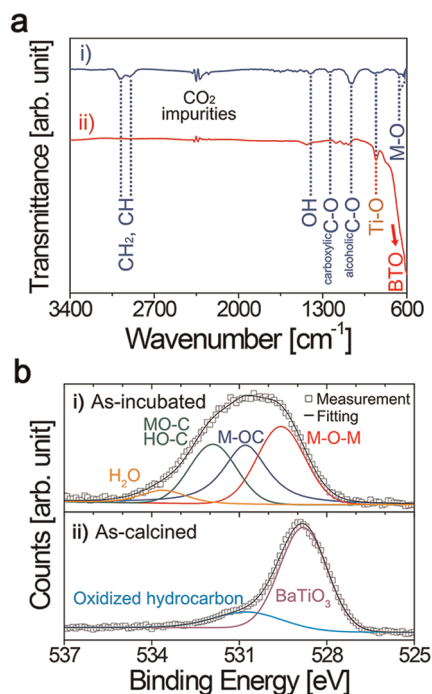 a
i)
CO₂
impurities
ii)
CH₂, CH
OH
carboxylicC-O
alcoholicC-O
Ti-O
M-O
BTO
Transmittance [arb. unit]
3400 2700 2000 1300 600
Wavenumber [cm⁻¹]
b
i) As-incubated
Measurement
Fitting
MO-C
HO-C
M-OC
M-O-M
H₂O
ii) As-calcined
Oxidized hydrocarbon
BaTiO₃
Counts [arb. unit]
537 534 531 528 525
Binding Energy [eV]